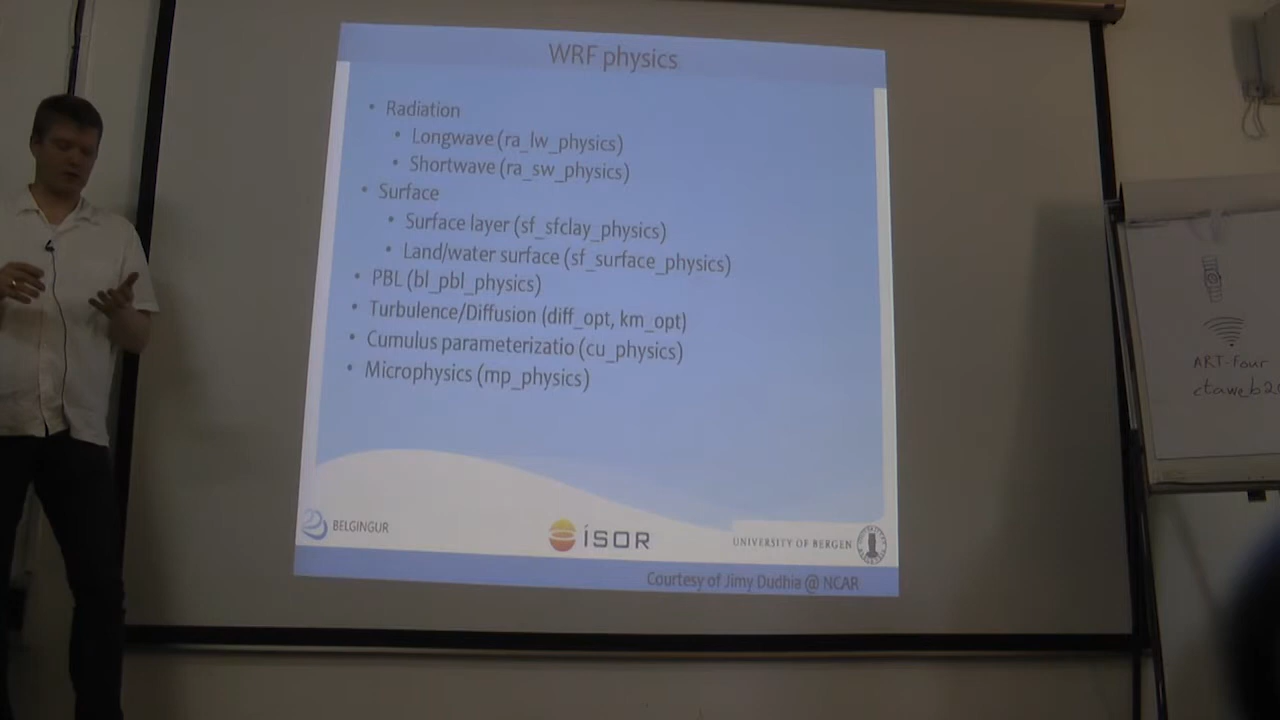 WRF physics
• Radiation
• Longwave (ra_lw_physics)
• Shortwave (ra_sw_physics)
• Surface
• Surface layer (sf_sfclay_physics)
• Land/water surface (sf_surface_physics)
• PBL (bl_pbl_physics)
• Turbulence/Diffusion (diff_opt, km_opt)
• Cumulus parameterizatio (cu_physics)
• Microphysics (mp_physics)
BELGINGUR
ÍSOR
UNIVERSITY OF BERGEN
Courtesy of Jimy Dudhia @ NCAR
ART-Four
ctaweb2